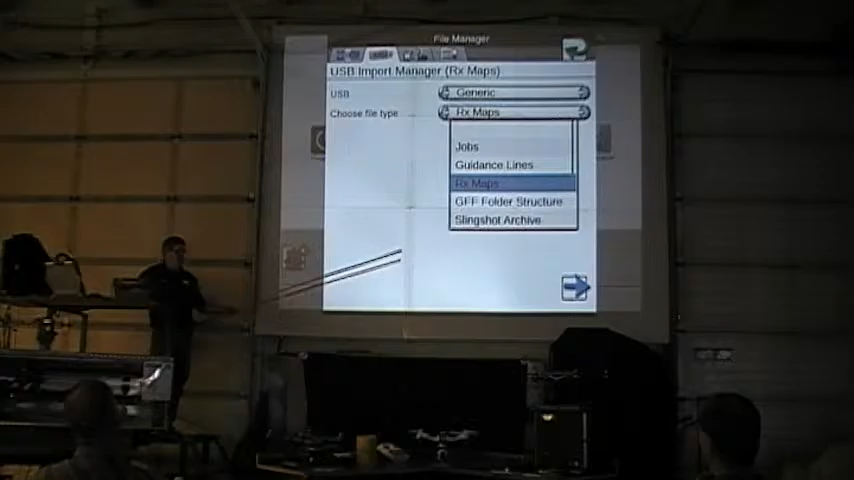 File Manager
USB Import Manager (Rx Maps)
USB Generic
Choose file type Rx Maps
Jobs
Guidance Lines
Rx Maps
GFF Folder Structure
Slingshot Archive